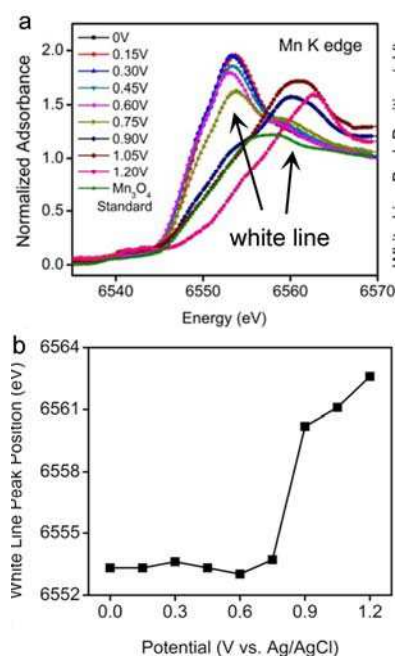 a
Mn K edge
0V
0.15V
0.30V
0.45V
0.60V
0.75V
0.90V
1.05V
1.20V
Mn3O4
Standard
white line
Normalized Adsorbance
2.0
1.5
1.0
0.5
0.0
6540 6550 6560 6570
Energy (eV)
b
White Line Peak Position (eV)
6564
6561
6558
6555
6552
0.0 0.3 0.6 0.9 1.2
Potential (V vs. Ag/AgCl)